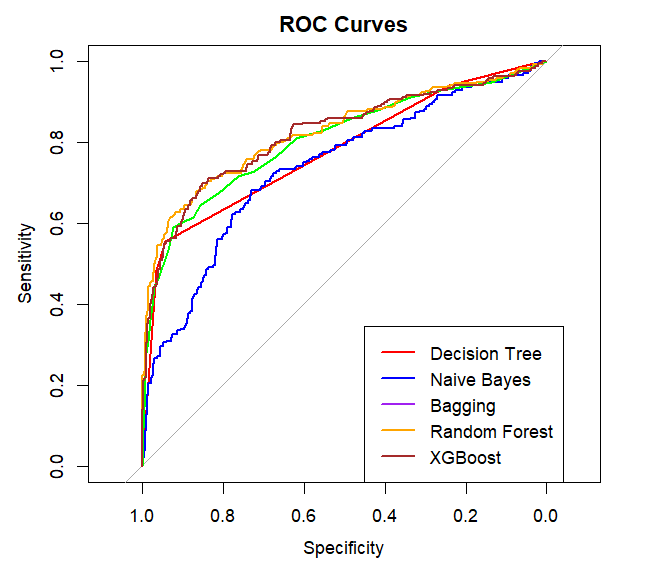 ROC Curves
Sensitivity
0.0 0.2 0.4 0.6 0.8 1.0
Decision Tree
Naive Bayes
Bagging
Random Forest
XGBoost
1.0 0.8 0.6 0.4 0.2 0.0
Specificity